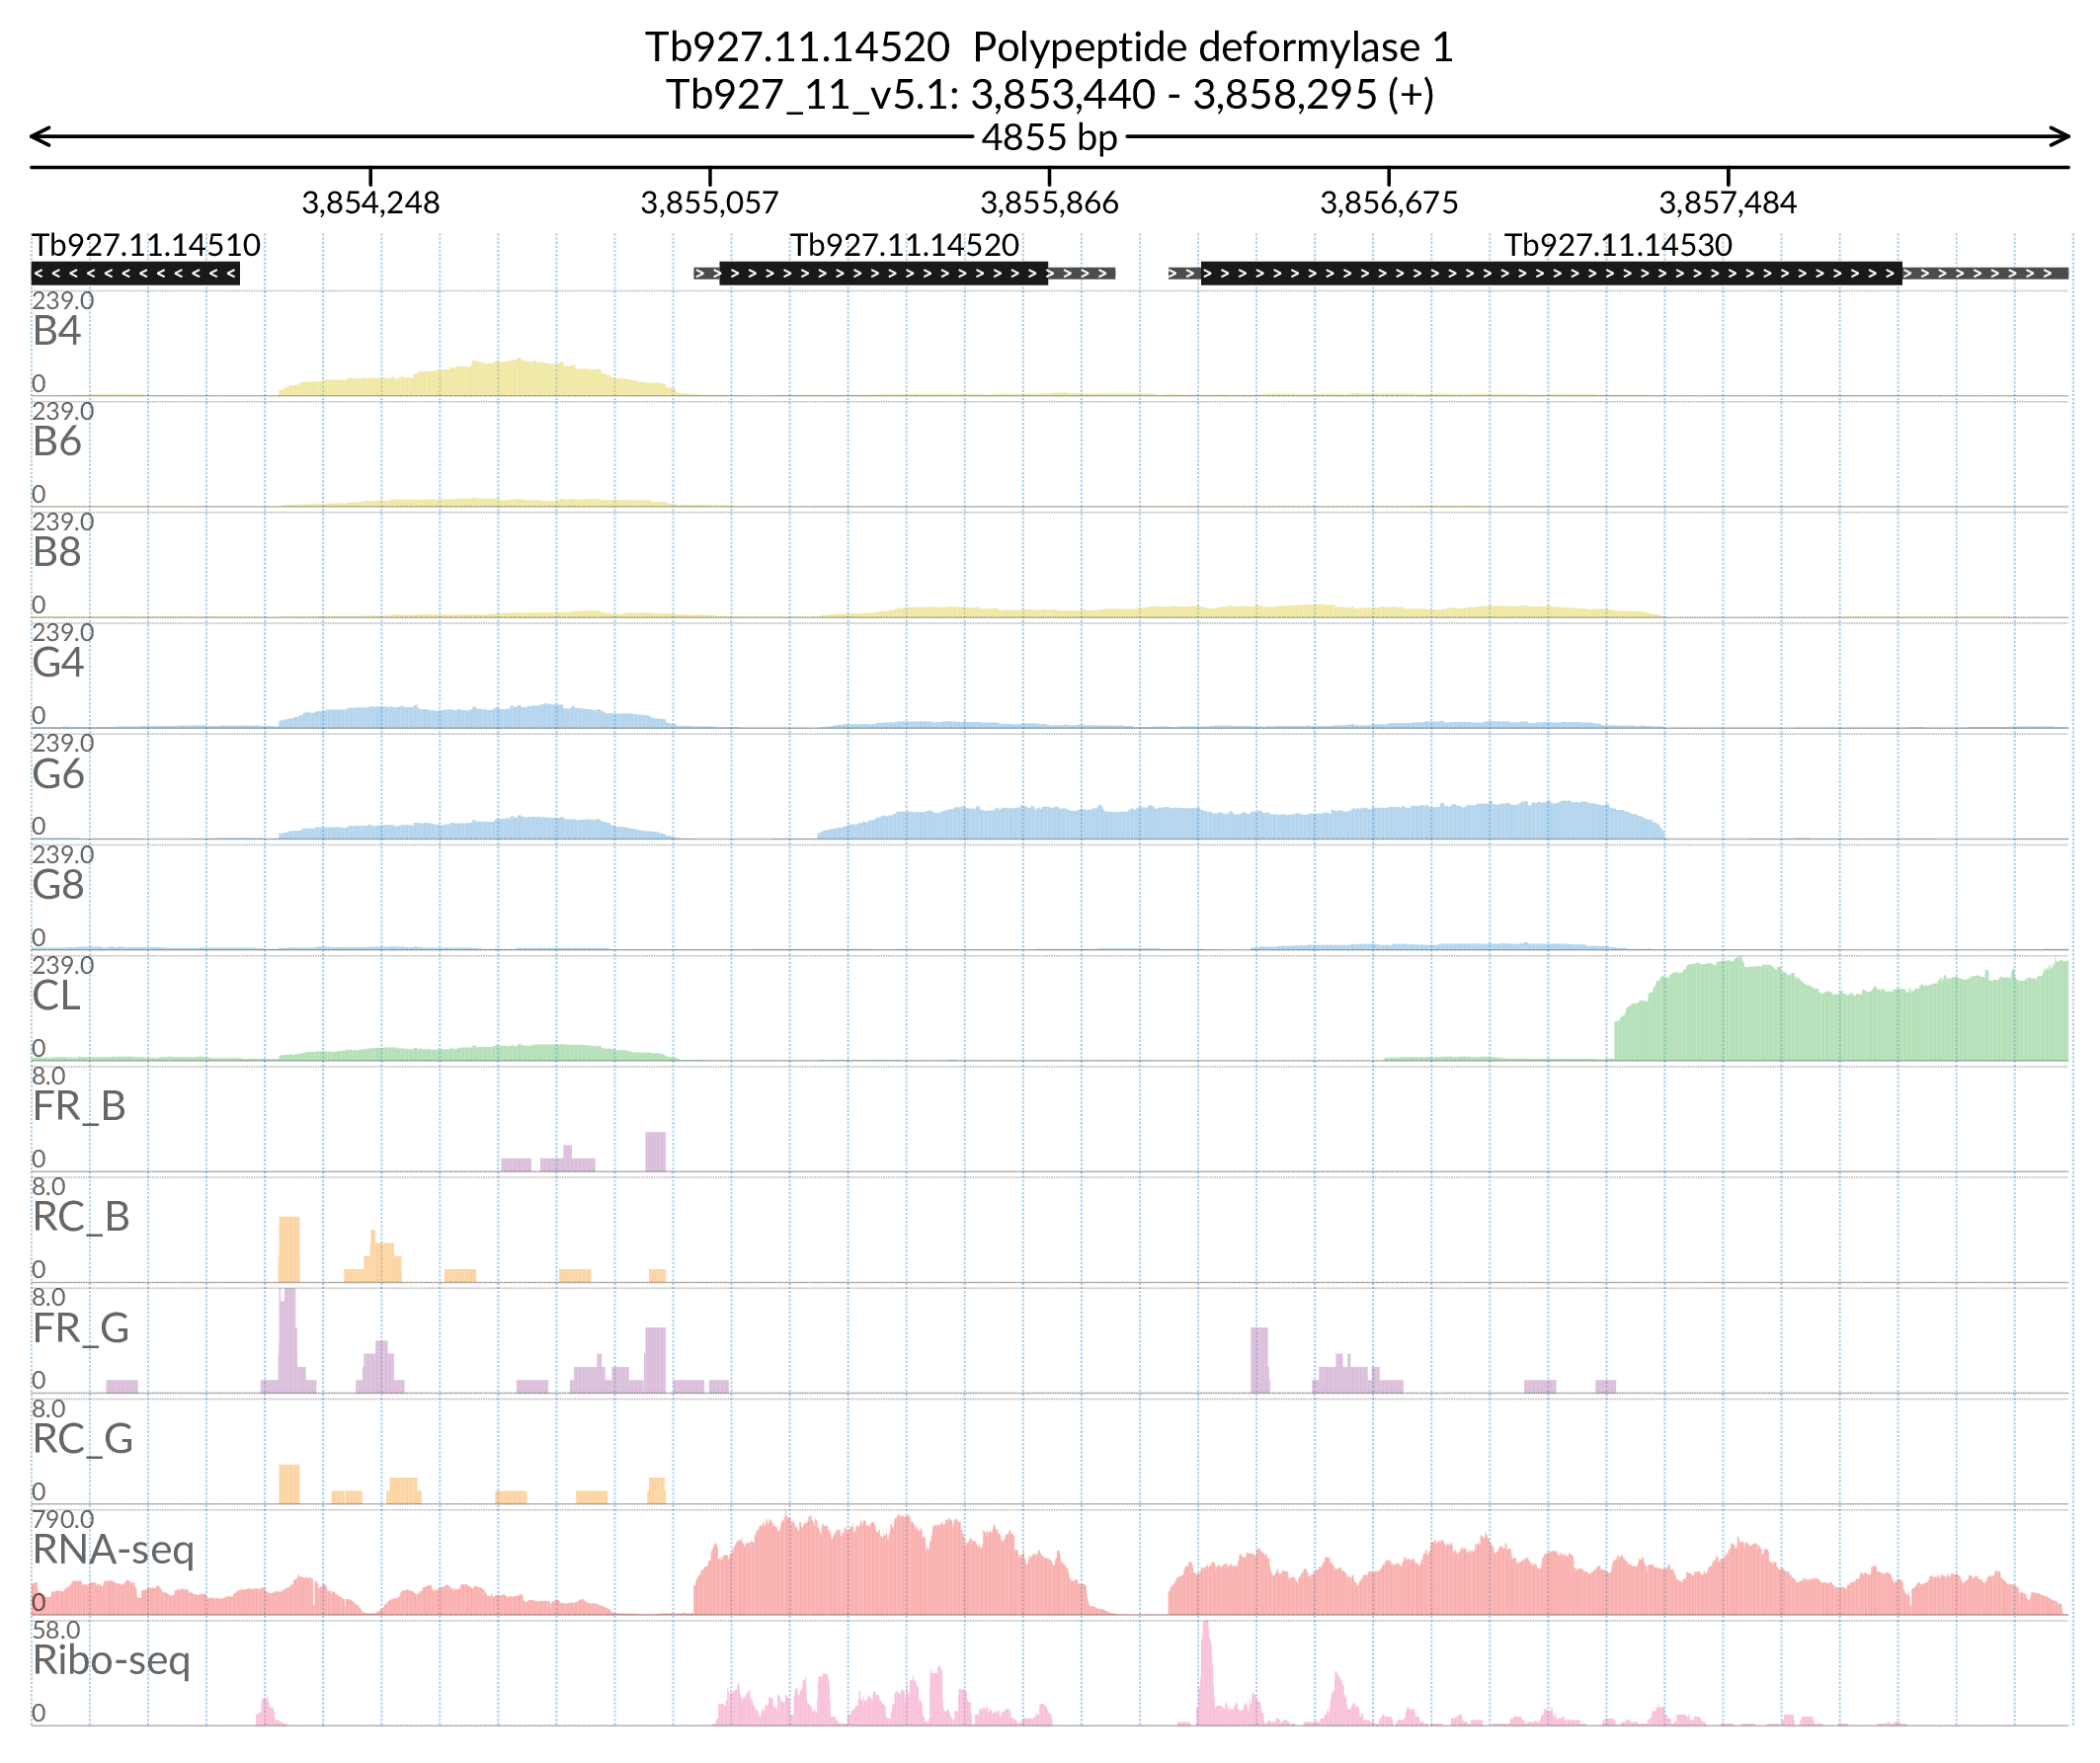 Tb927.11.14520 Polypeptide deformylase 1
Tb927_11_v5.1: 3,853,440 - 3,858,295 (+)
4855 bp
3,854,248 3,855,057 3,855,866 3,856,675 3,857,484
Tb927.11.14510 Tb927.11.14520 Tb927.11.14530
239.0
B4
0
239.0
B6
0
239.0
B8
0
239.0
G4
0
239.0
G6
0
239.0
G8
0
239.0
CL
0
8.0
FR_B
0
8.0
RC_B
0
8.0
FR_G
0
8.0
RC_G
0
790.0
RNA-seq
0
58.0
Ribo-seq
0